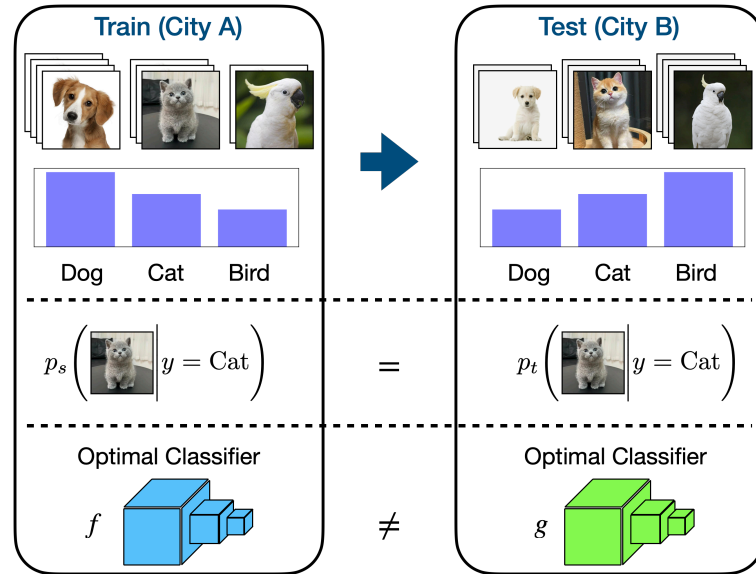 Train (City A)
Test (City B)
Dog Cat Bird
Dog Cat Bird
p_s ( | y = Cat )
=
p_t ( | y = Cat )
Optimal Classifier
Optimal Classifier
f
≠
g